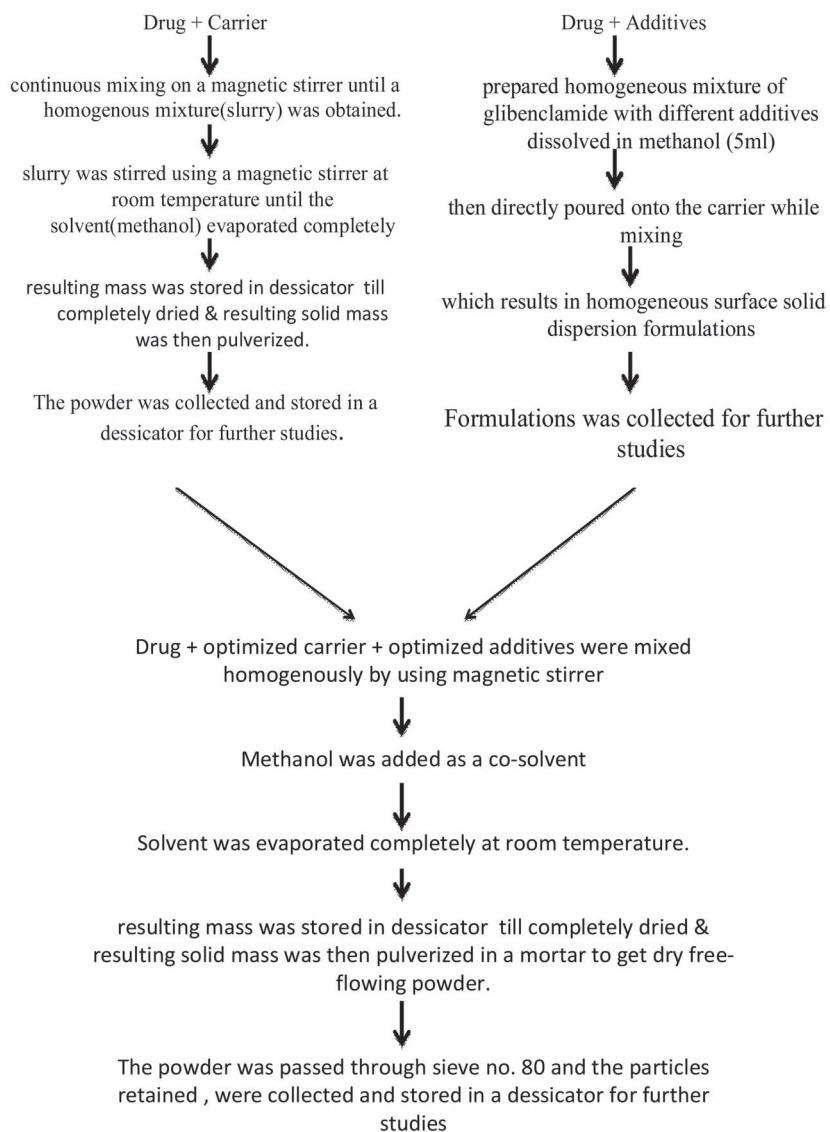 Drug + Carrier
continuous mixing on a magnetic stirrer until a
homogenous mixture(slurry) was obtained.
slurry was stirred using a magnetic stirrer at
room temperature until the
solvent(methanol) evaporated completely
resulting mass was stored in dessicator till
completely dried & resulting solid mass
was then pulverized.
The powder was collected and stored in a
dessicator for further studies.
Drug + Additives
prepared homogeneous mixture of
glibenclamide with different additives
dissolved in methanol (5ml)
then directly poured onto the carrier while
mixing
which results in homogeneous surface solid
dispersion formulations
Formulations was collected for further
studies
Drug + optimized carrier + optimized additives were mixed
homogenously by using magnetic stirrer
Methanol was added as a co-solvent
Solvent was evaporated completely at room temperature.
resulting mass was stored in dessicator till completely dried &
resulting solid mass was then pulverized in a mortar to get dry free-
flowing powder.
The powder was passed through sieve no. 80 and the particles
retained , were collected and stored in a dessicator for further
studies